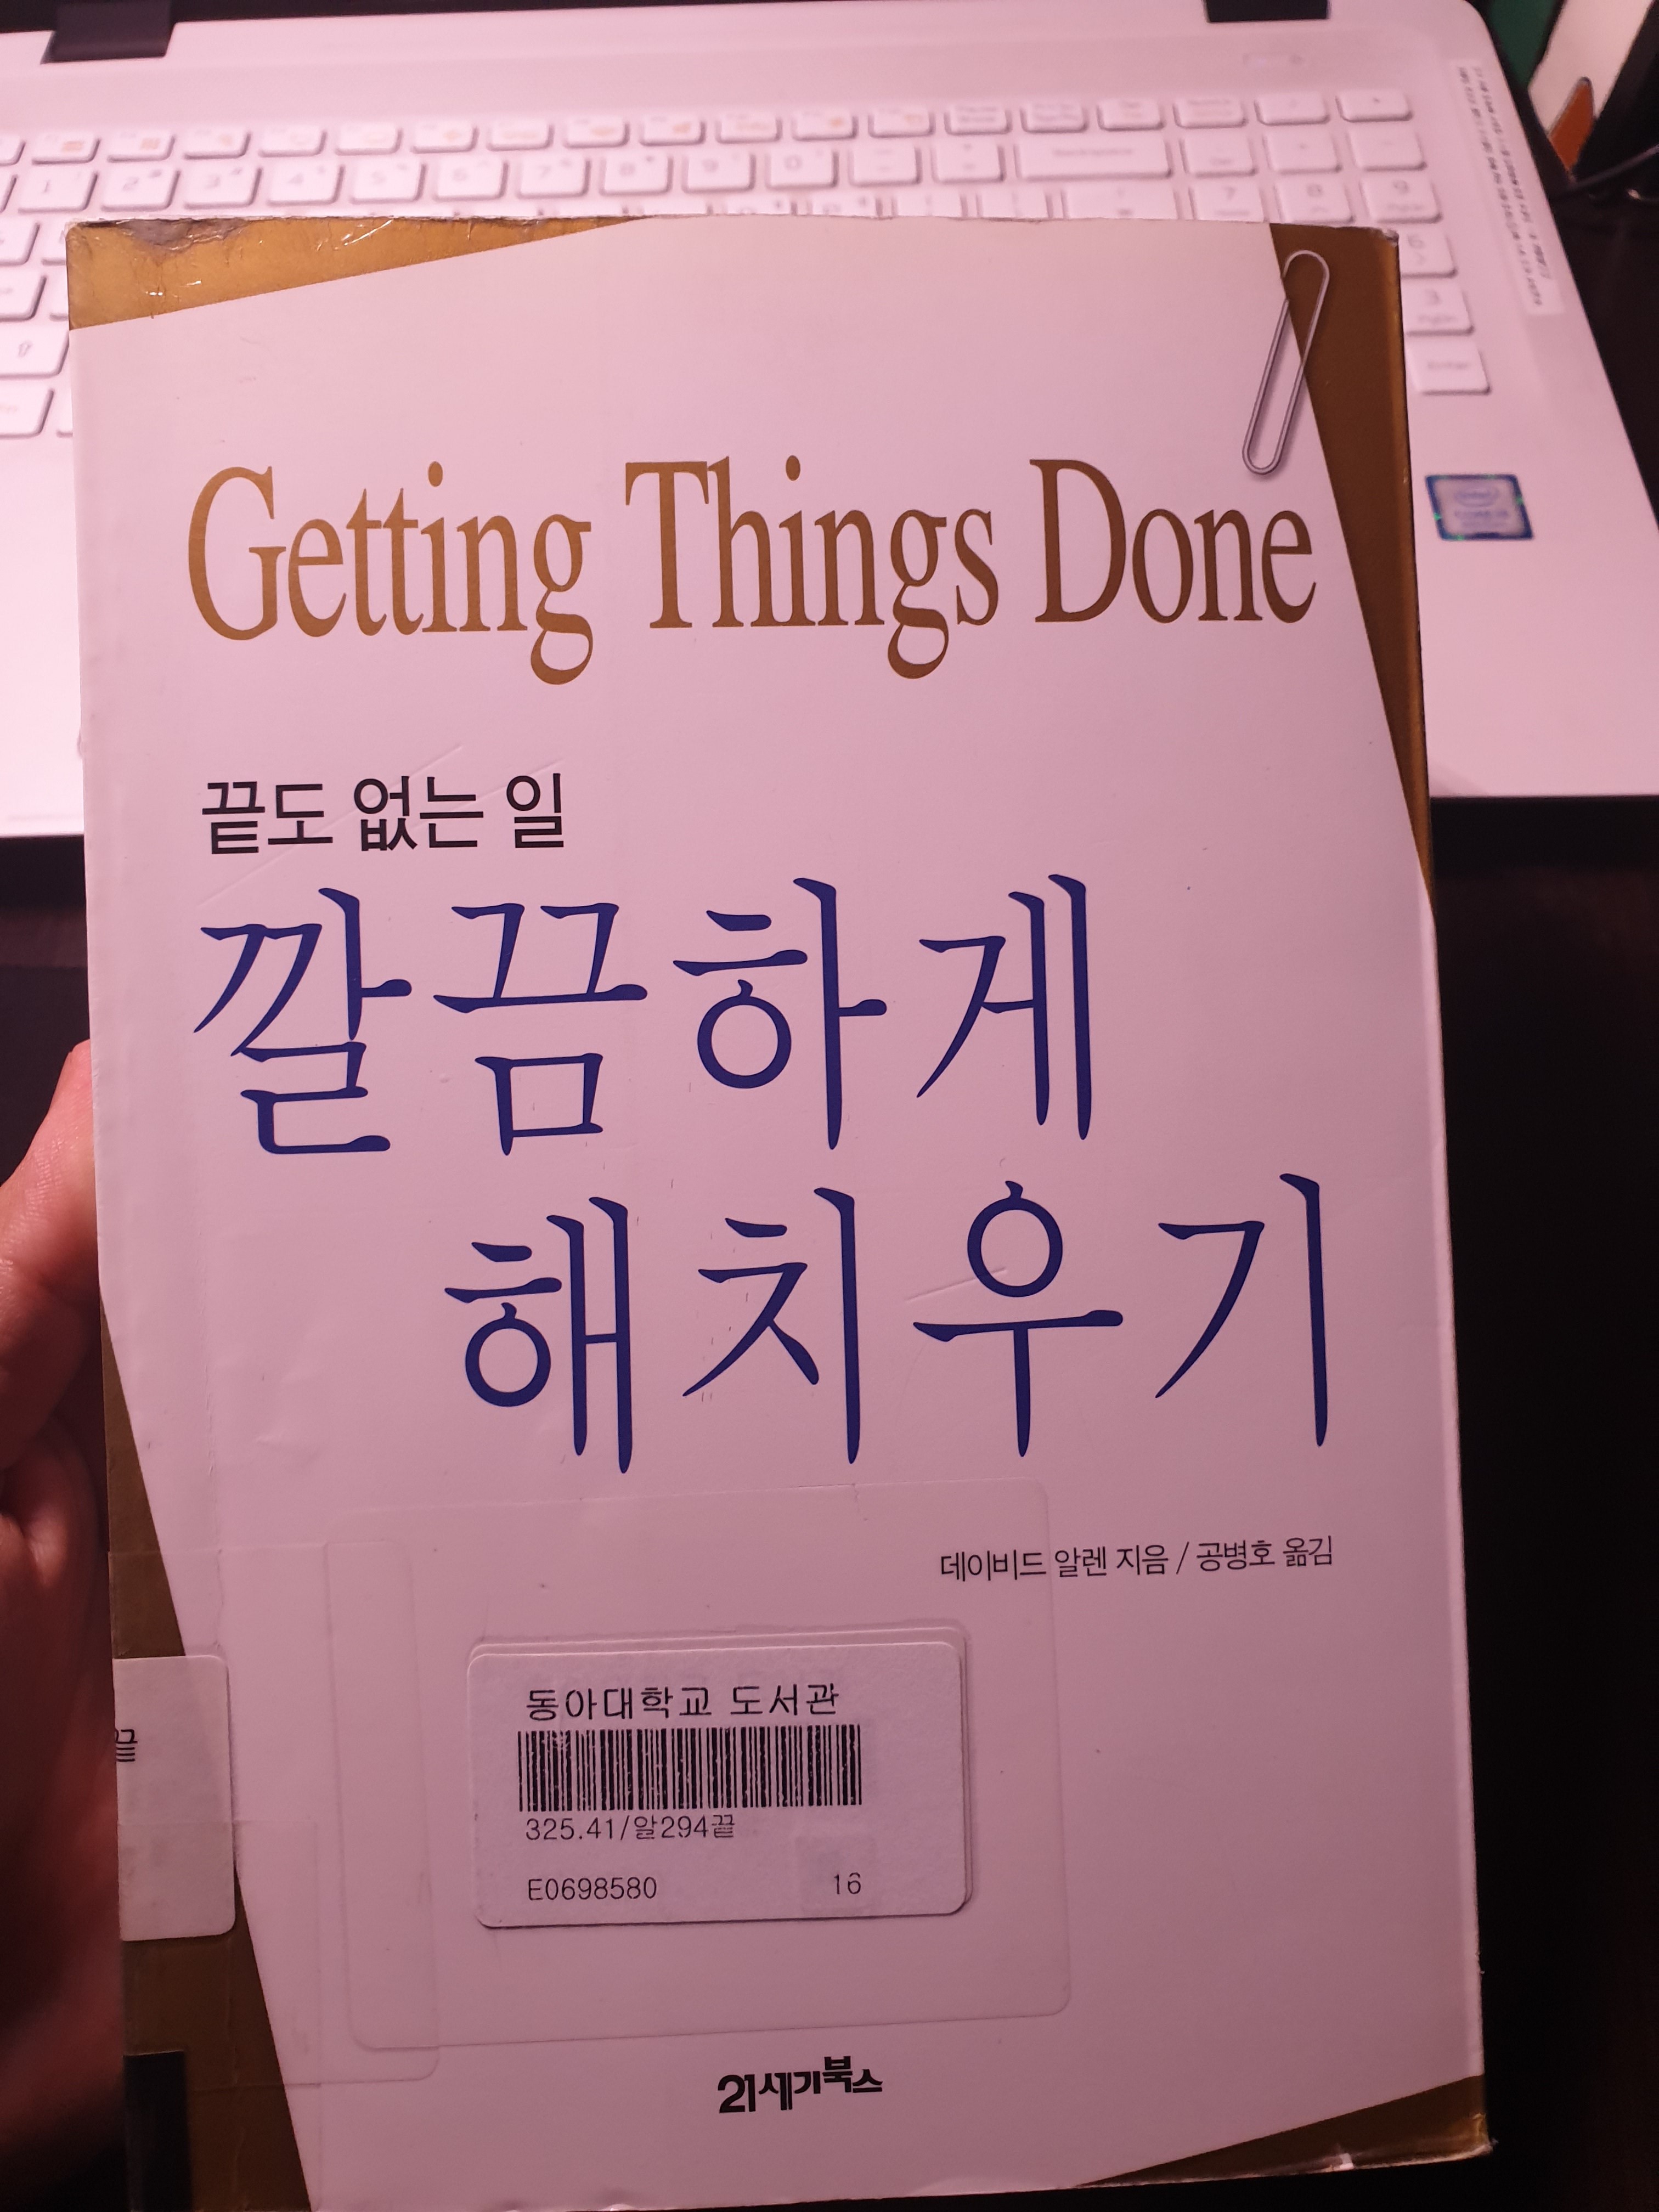 Getting Things Done
끝도 없는 일
깔끔하게
해치우기
데이비드 알렌 지음 / 공병호 옮김
동아대학교 도서관
325.41/알294끝
E0698580 16
끝
21세기북스